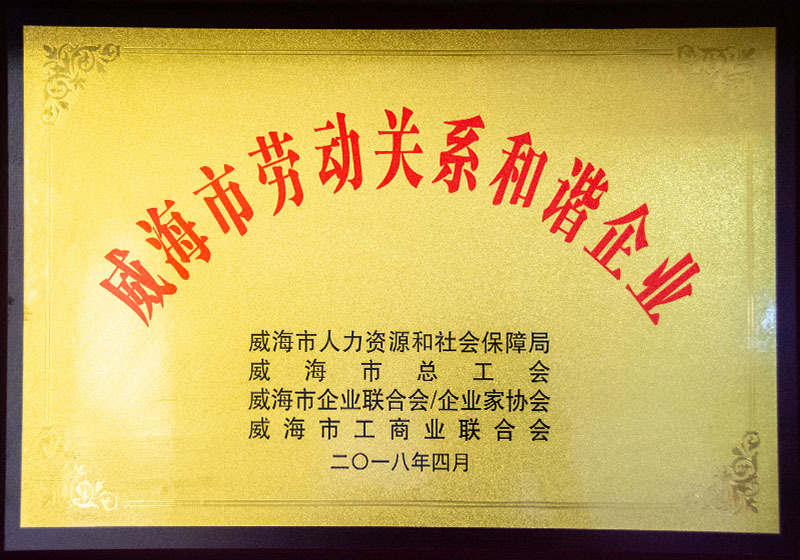 威海市劳动关系和谐企业
威海市人力资源和社会保障局
威海市总工会
威海市企业联合会/企业家协会
威海市工商业联合会
二〇一八年四月